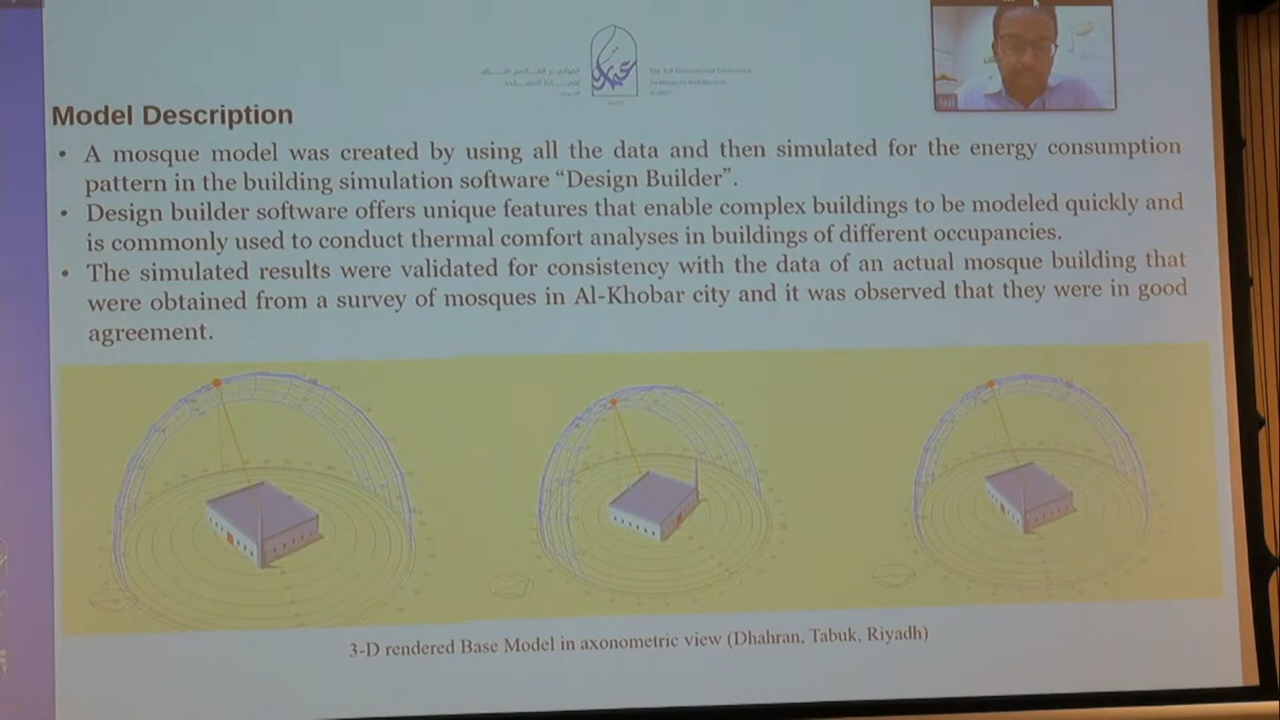 Model Description
• A mosque model was created by using all the data and then simulated for the energy consumption
pattern in the building simulation software “Design Builder”.
• Design builder software offers unique features that enable complex buildings to be modeled quickly and
is commonly used to conduct thermal comfort analyses in buildings of different occupancies.
• The simulated results were validated for consistency with the data of an actual mosque building that
were obtained from a survey of mosques in Al-Khobar city and it was observed that they were in good
agreement.
3-D rendered Base Model in axonometric view (Dhahran, Tabuk, Riyadh)